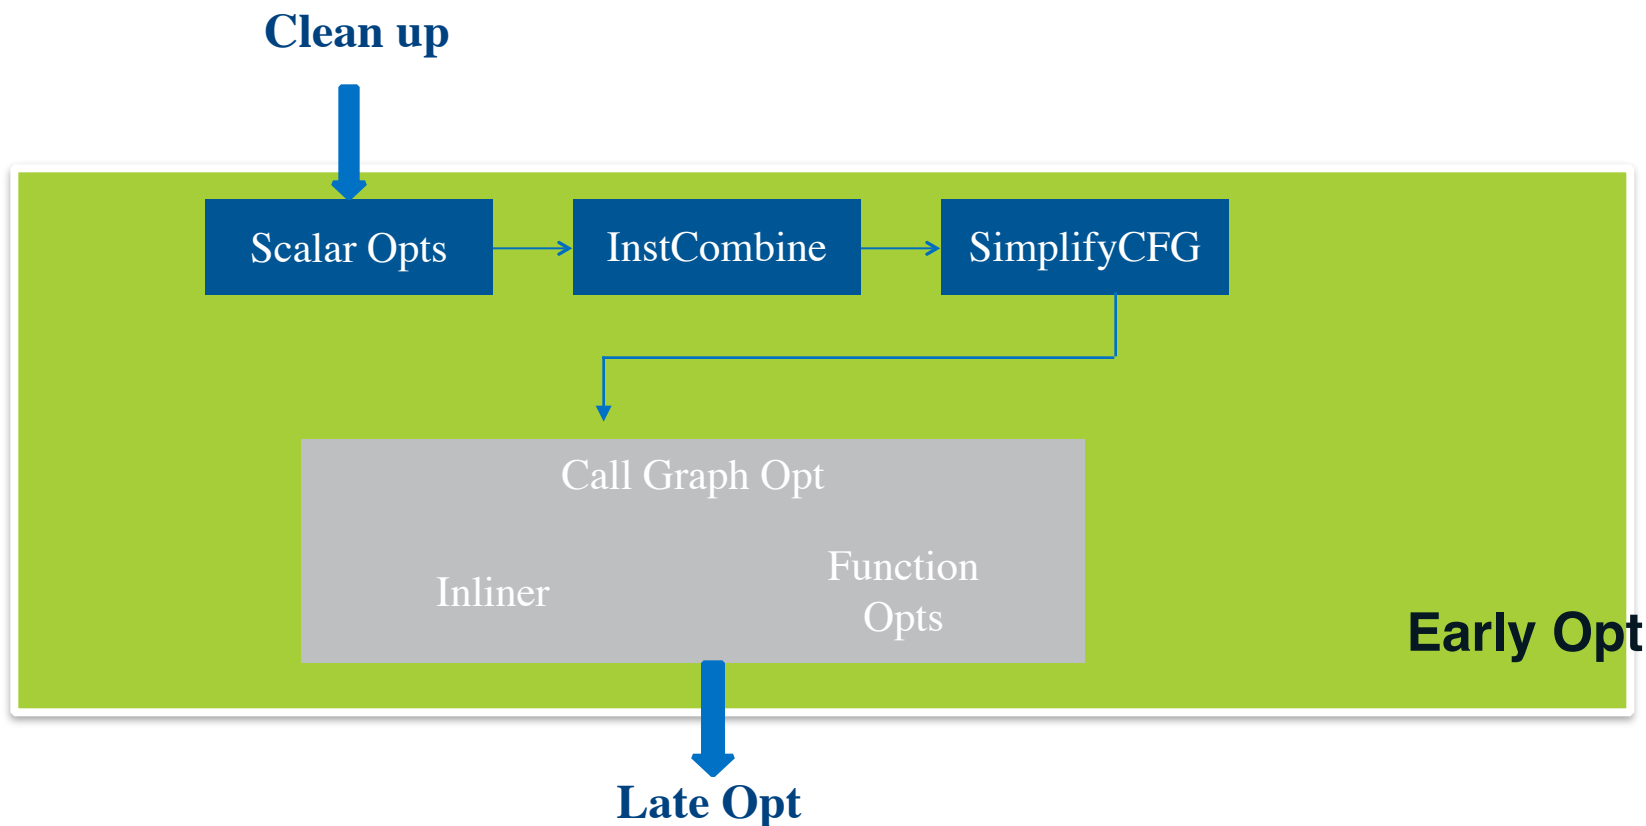 Clean up
Scalar Opts
InstCombine
SimplifyCFG
Call Graph Opt
Inliner
Function
Opts
Early Opt
Late Opt